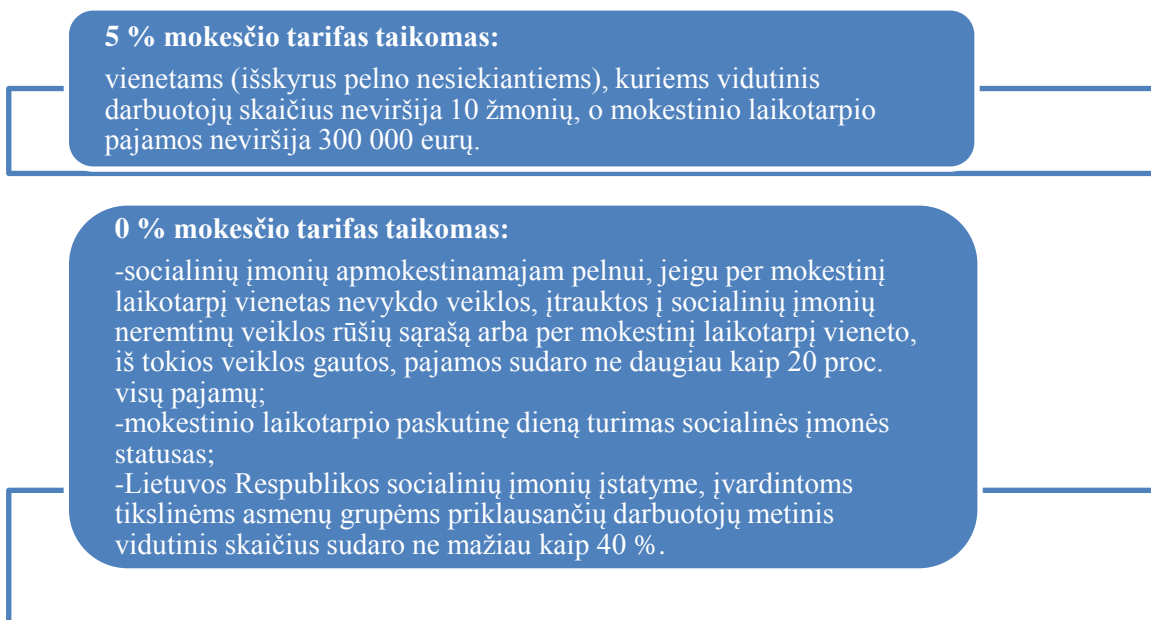 5 % mokesčio tarifas taikomas:
vienetams (išskyrus pelno nesiekiantiems), kuriems vidutinis
darbuotojų skaičius neviršija 10 žmonių, o mokestinio laikotarpio
pajamos neviršija 300 000 eurų.
0 % mokesčio tarifas taikomas:
-socialinių įmonių apmokestinamajam pelnui, jeigu per mokestinį
laikotarpį vienetas nevykdo veiklos, įtrauktos į socialinių įmonių
neremtinų veiklos rūšių sąrašą arba per mokestinį laikotarpį vieneto,
iš tokios veiklos gautos, pajamos sudaro ne daugiau kaip 20 proc.
visų pajamų;
-mokestinio laikotarpio paskutinę dieną turimas socialinės įmonės
statusas;
-Lietuvos Respublikos socialinių įmonių įstatyme, įvardintoms
tikslinėms asmenų grupėms priklausančių darbuotojų metinis
vidutinis skaičius sudaro ne mažiau kaip 40 %.